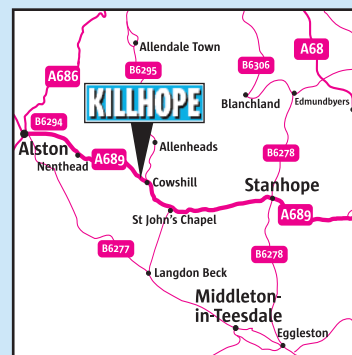 Allendale Town
A68
A686
B6295
B6306
KILLHOPE
Blanchland
Edmundbyers
B6294
Alston
A689
Allenheads
B6278
Nenthead
Cowshill
Stanhope
St John's Chapel
A689
B6277
B6278
Langdon Beck
Middleton-
in-Teesdale
Eggleston